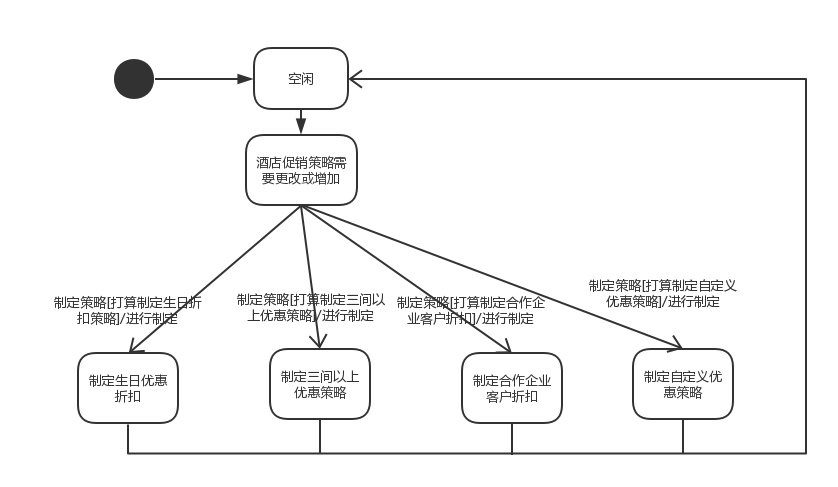 空闲
酒店促销策略需
要更改或增加
制定策略[打算制定生日折
扣策略]/进行制定
制定策略[打算制定三间以
上优惠策略]/进行制定
制定策略[打算制定合作企
业客户折扣]/进行制定
制定策略[打算制定自定义
优惠策略]/进行制定
制定生日优惠
折扣
制定三间以上
优惠策略
制定合作企业
客户折扣
制定自定义优
惠策略